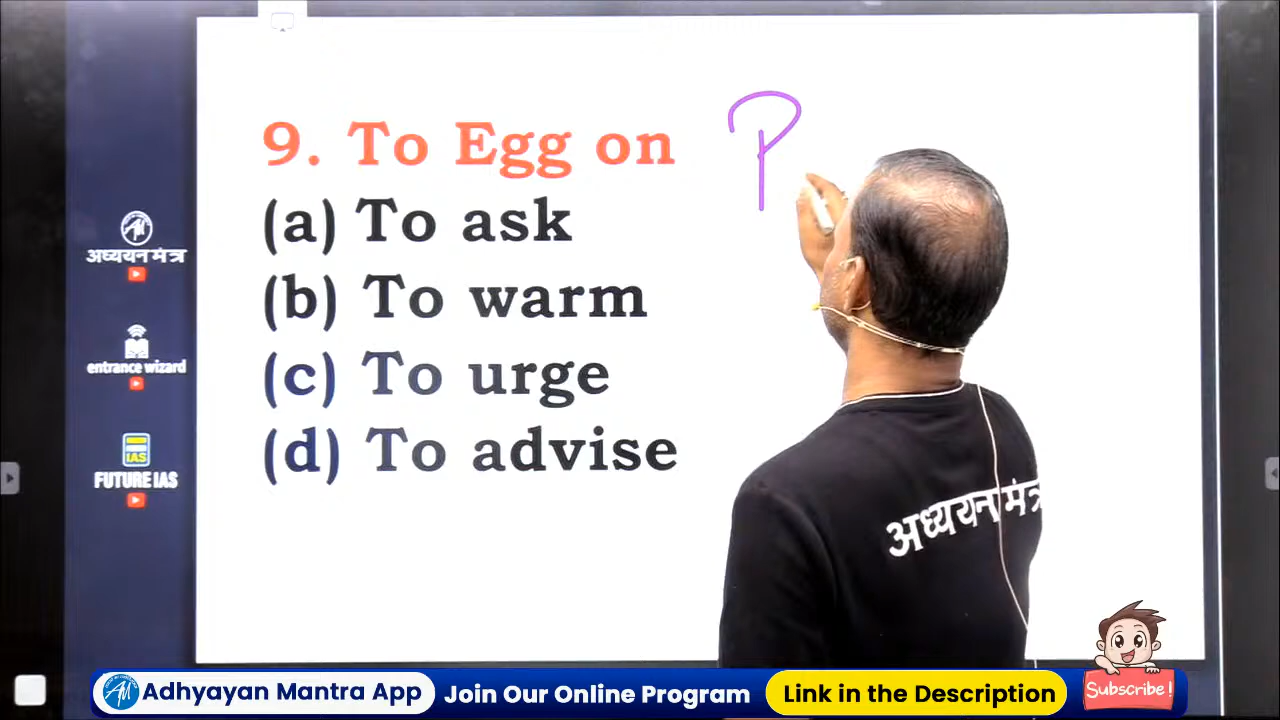 9. To Egg on
P
(a) To ask
(b) To warm
(c) To urge
(d) To advise
अध्ययन मंत्र
entrance wizard
IAS
FUTURE IAS
अध्ययन मंत्र
Adhyayan Mantra App
Join Our Online Program
Link in the Description
Subscribe!